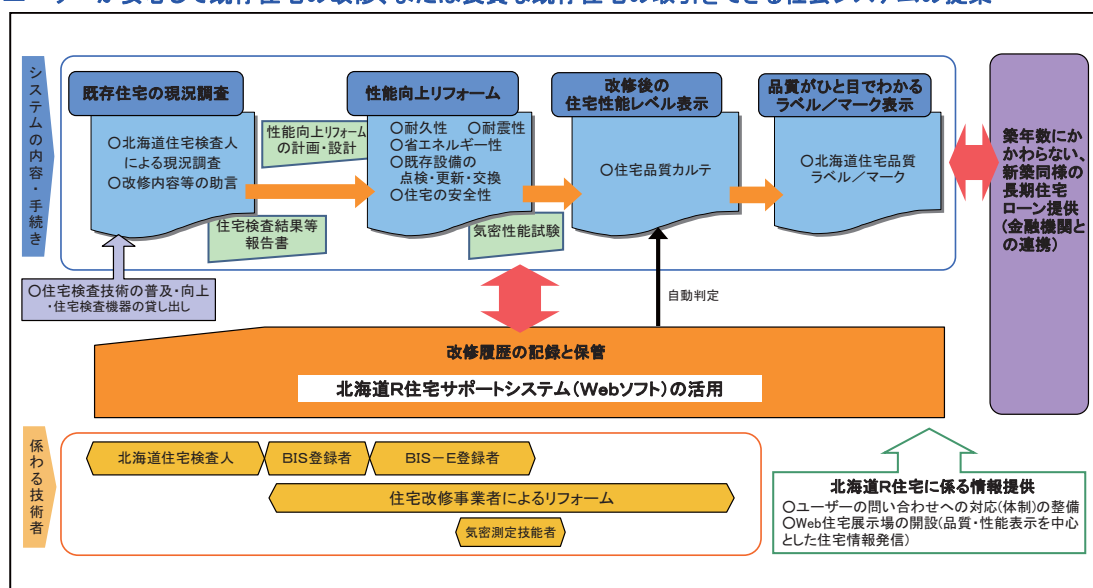 システムの内容・手続き
既存住宅の現況調査
○北海道住宅検査人
による現況調査
○改修内容等の助言
性能向上リフォーム
の計画・設計
住宅検査結果等
報告書
性能向上リフォーム
○耐久性 ○耐震性
○省エネルギー性
○既存設備の
点検・更新・交換
○住宅の安全性
気密性能試験
改修後の
住宅性能レベル表示
○住宅品質カルテ
品質がひと目でわかる
ラベル／マーク表示
○北海道住宅品質
ラベル／マーク
築年数にか
かわらない、
新築同様の
長期住宅
ローン提供
(金融機関と
の連携)
○住宅検査技術の普及・向上
・住宅検査機器の貸し出し
自動判定
改修履歴の記録と保管
北海道R住宅サポートシステム(Webソフト)の活用
係わる技術者
北海道住宅検査人
BIS登録者
BIS－E登録者
住宅改修事業者によるリフォーム
気密測定技能者
北海道R住宅に係る情報提供
○ユーザーの問い合わせへの対応(体制)の整備
○Web住宅展示場の開設(品質・性能表示を中心
とした住宅情報発信)